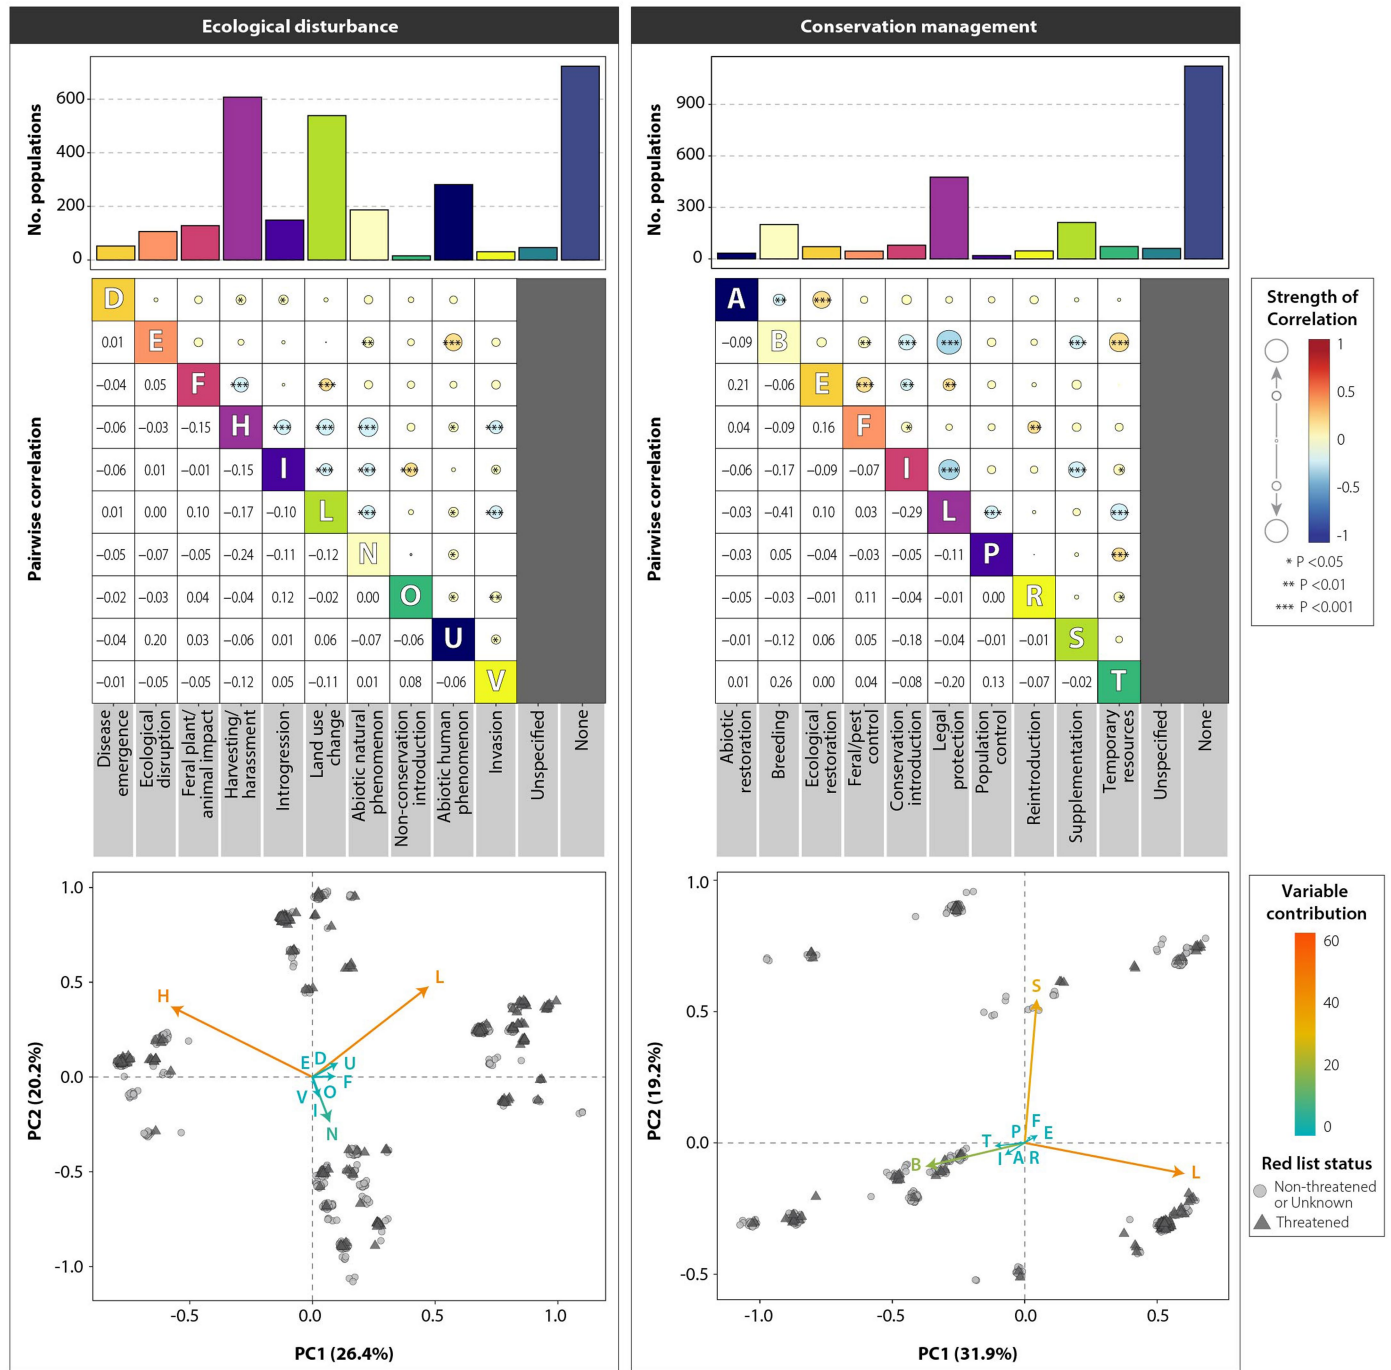 Ecological disturbance
No. populations
600
400
200
0
Pairwise correlation
D * *
0.01 E ** ***
−0.04 0.05 F *** ***
−0.06 −0.03 −0.15 H *** *** *** * ***
−0.06 0.01 −0.01 −0.15 I *** *** *** *
0.01 0.00 0.10 −0.17 −0.10 L *** * ***
−0.05 −0.07 −0.05 −0.24 −0.11 −0.12 N *
−0.02 −0.03 0.04 −0.04 0.12 −0.02 0.00 O * **
−0.04 0.20 0.03 −0.06 0.01 0.06 −0.07 −0.06 U *
−0.01 −0.05 −0.05 −0.12 0.05 −0.11 0.01 0.08 −0.06 V
Disease
emergence
Ecological
disruption
Feral plant/
animal impact
Harvesting/
harassment
Introgression
Land use
change
Abiotic natural
phenomenon
Non-conservation
introduction
Abiotic human
phenomenon
Invasion
Unspecified
None
PC2 (20.2%)
1.0
0.5
0.0
-0.5
-1.0
H
L
E
D
U
F
V
O
I
N
-0.5
0.0
0.5
1.0
PC1 (26.4%)
Conservation management
No. populations
900
600
300
0
Pairwise correlation
A ** ***
−0.09 B ** *** *** *** ***
0.21 −0.06 E *** ** **
0.04 −0.09 0.16 F * **
−0.06 −0.17 −0.09 −0.07 I *** *** *
−0.03 −0.41 0.10 0.03 −0.29 L *** ***
−0.03 0.05 −0.04 −0.03 −0.05 −0.11 P ***
−0.05 −0.03 −0.01 0.11 −0.04 −0.01 0.00 R *
−0.01 −0.12 0.06 0.05 −0.18 −0.04 −0.01 −0.01 S
0.01 0.26 0.00 0.04 −0.08 −0.20 0.13 −0.07 −0.02 T
Abiotic
restoration
Breeding
Ecological
restoration
Feral/pest
control
Conservation
introduction
Legal
protection
Population
control
Reintroduction
Supplementation
Temporary
resources
Unspecified
None
PC2 (19.2%)
1.0
0.5
0.0
-0.5
S
F
P
E
T
B
I
A
R
L
-1.0
-0.5
0.0
0.5
PC1 (31.9%)
Strength of
Correlation
1
0.5
0
-0.5
-1
* P <0.05
** P <0.01
*** P <0.001
Variable
contribution
60
40
20
0
Red list status
Non-threatened
or Unknown
Threatened